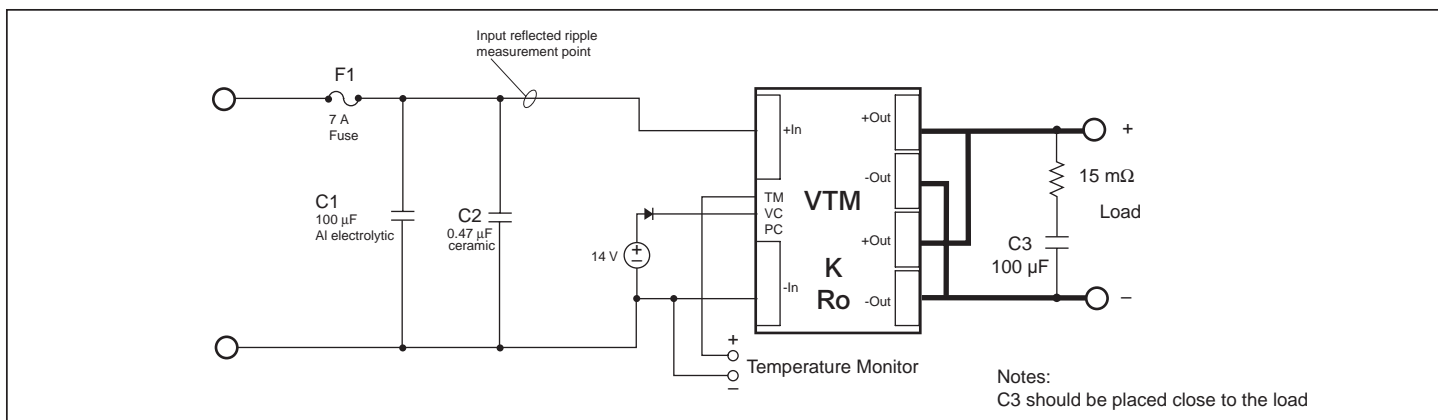 Input reflected ripple
measurement point
F1
7 A
Fuse
C1
100 µF
Al electrolytic
C2
0.47 µF
ceramic
14 V
+
−
+In
TM
VC
PC
-In
VTM
K
Ro
+Out
-Out
+Out
-Out
+
15 mΩ
Load
C3
100 µF
−
+
Temperature Monitor
−
Notes:
C3 should be placed close to the load